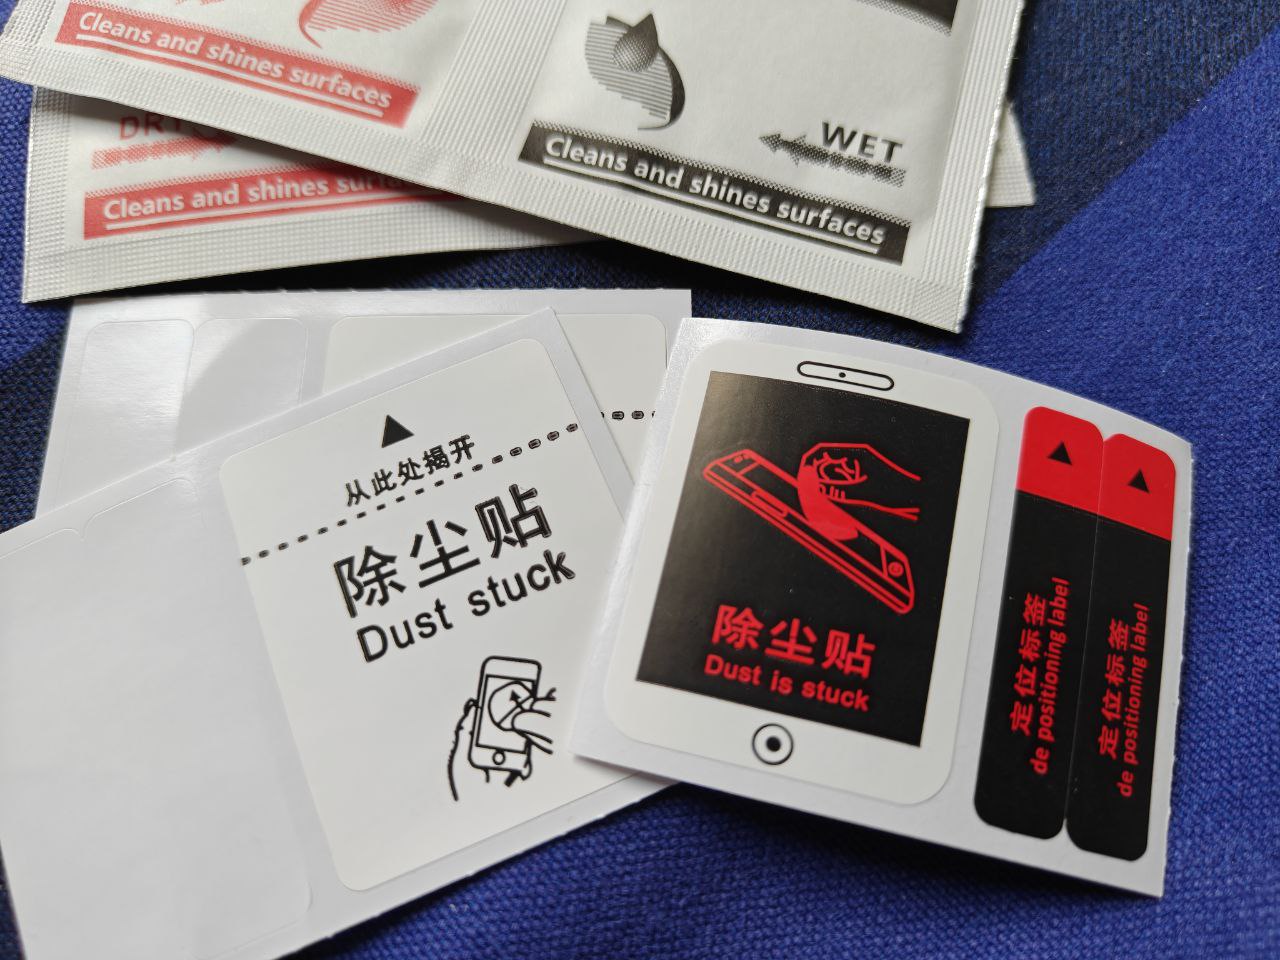 Cleans and shines surfaces
DRY
Cleans and shines surfaces
WET
Cleans and shines surfaces
从此处揭开
除尘贴
Dust stuck
除尘贴
Dust is stuck
定位标签
de positioning label
定位标签
de positioning label